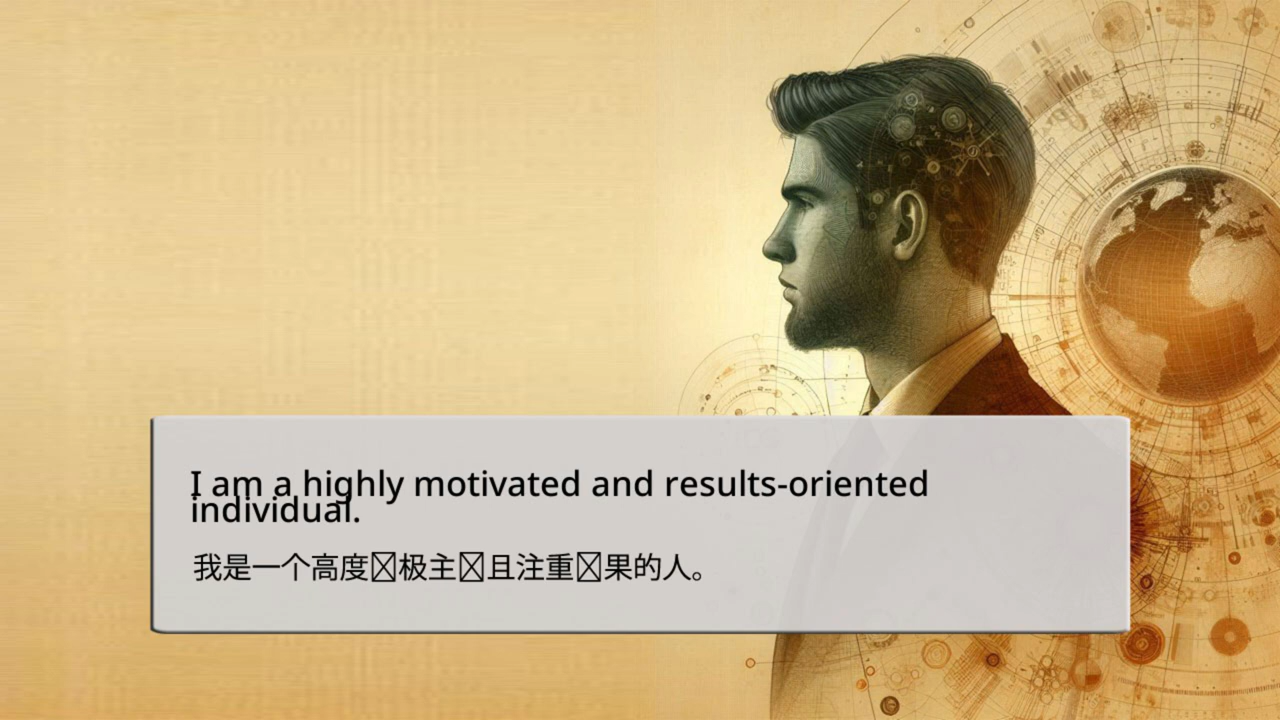 I am a highly motivated and results-oriented
individual.
我是一个高度☒极主☒且注重☒果的人。